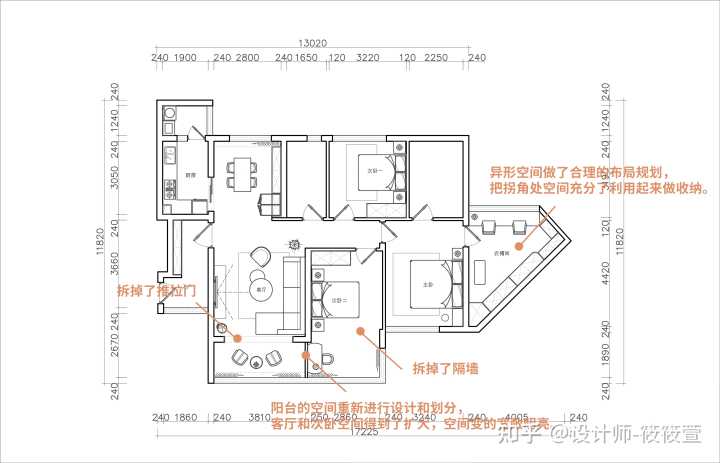 13020
240 1900 240 2800 240 1650 120 3220 120 2250 240
240
1240
240
3050
120
3660
240
2670
240
11820
240
1240
240
120
4420
240
1890
240
11820
厨房
次卧一
异形空间做了合理的布局规划，
把拐角处空间充分了利用起来做收纳。
衣帽间
主卧
客厅
次卧二
拆掉了推拉门
拆掉了隔墙
阳台的空间重新进行设计和划分，
客厅和次卧空间得到了扩大，空间变的宽敞明亮
240 1860 240 3810 250 2860 240 3240 240 4005 240
17225
知乎 @设计师-筱筱萱